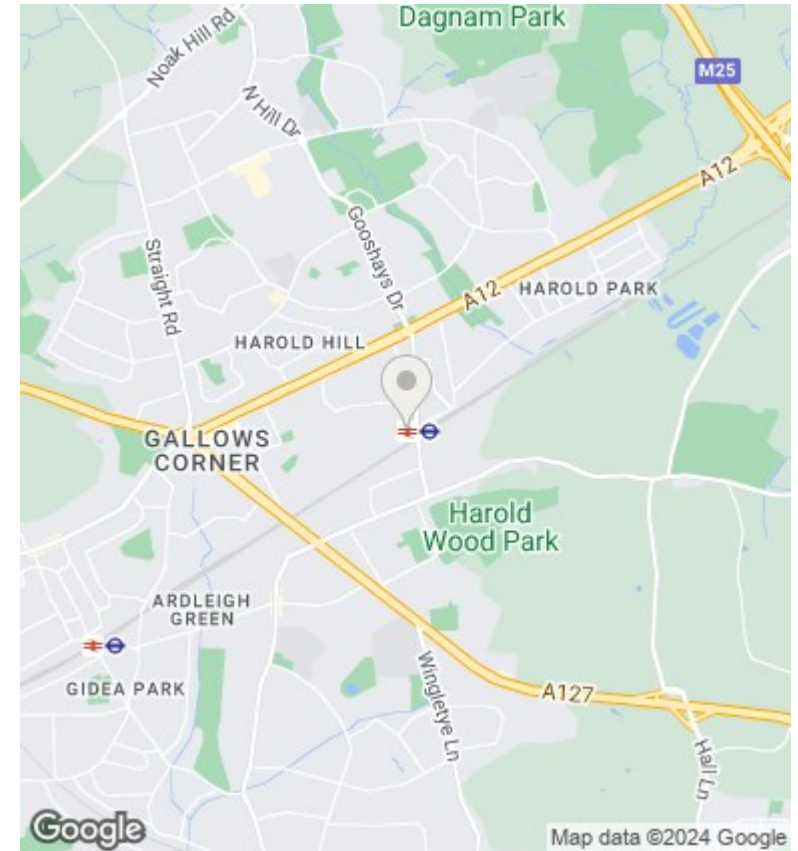 Dagnam Park
Noak Hill Rd
M25
N Hill Dr
A12
Gooshays Dr
Straight Rd
A12
HAROLD PARK
HAROLD HILL
GALLOWS
CORNER
Harold
Wood Park
ARDLEIGH
GREEN
GIDEA PARK
Wingletye Ln
A127
Hall Ln
Google
Map data ©2024 Google